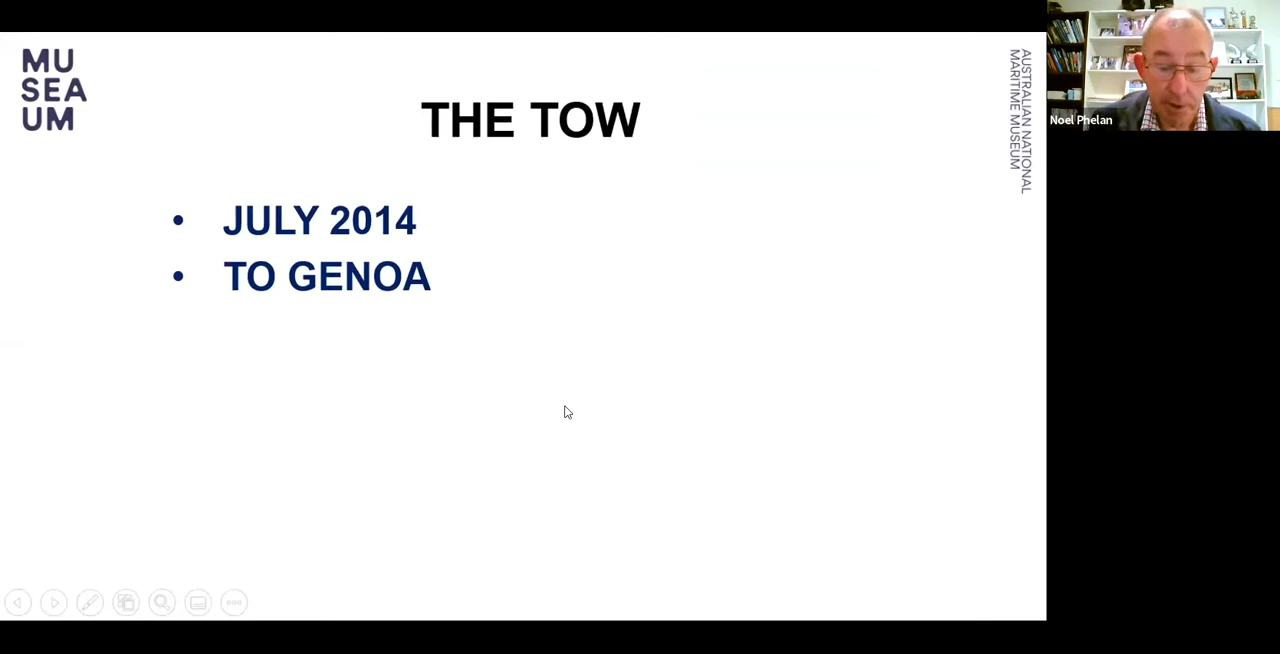 MU
SEA
UM
THE TOW
AUSTRALIAN NATIONAL
MARITIME MUSEUM
• JULY 2014
• TO GENOA
Noel Phelan